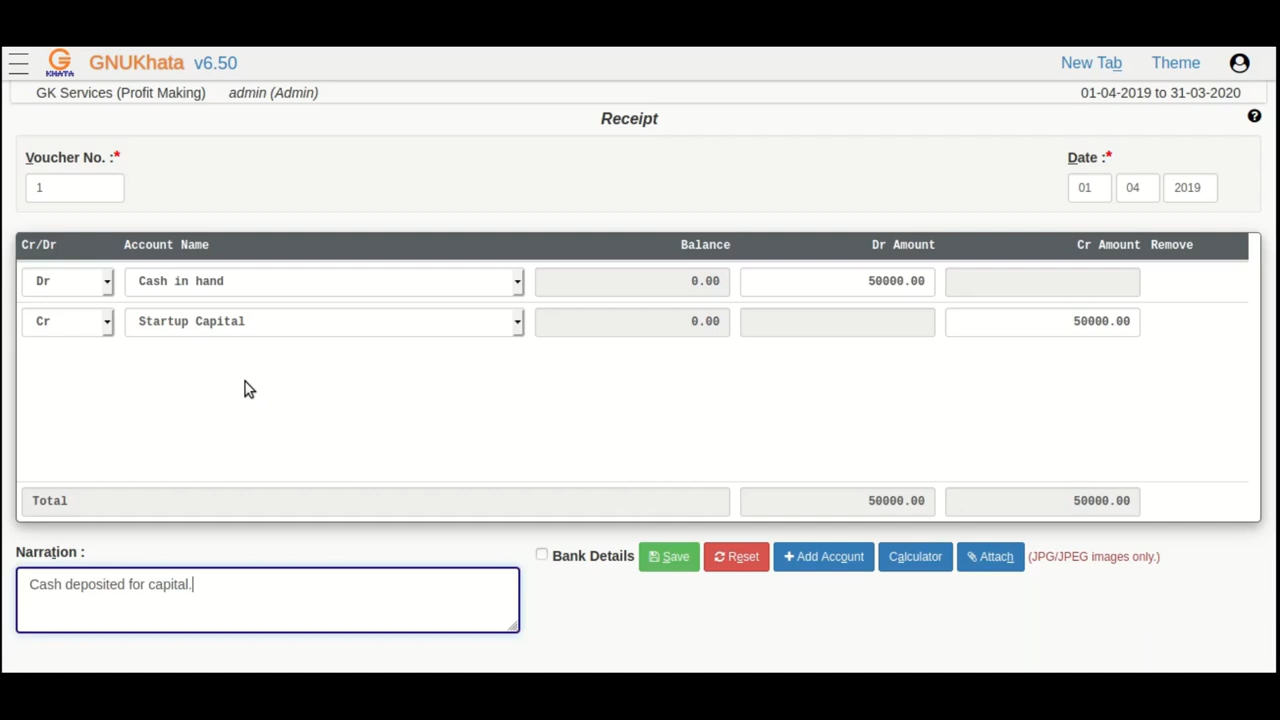 KHATA GNUKhata v6.50 New Tab Theme
GK Services (Profit Making) admin (Admin) 01-04-2019 to 31-03-2020
Receipt
Voucher No. :* Date :*
1 01 04 2019
Cr/Dr Account Name Balance Dr Amount Cr Amount Remove
Dr Cash in hand 0.00 50000.00
Cr Startup Capital 0.00 50000.00
Total 50000.00 50000.00
Narration : Bank Details Save Reset + Add Account Calculator Attach (JPG/JPEG images only.)
Cash deposited for capital.